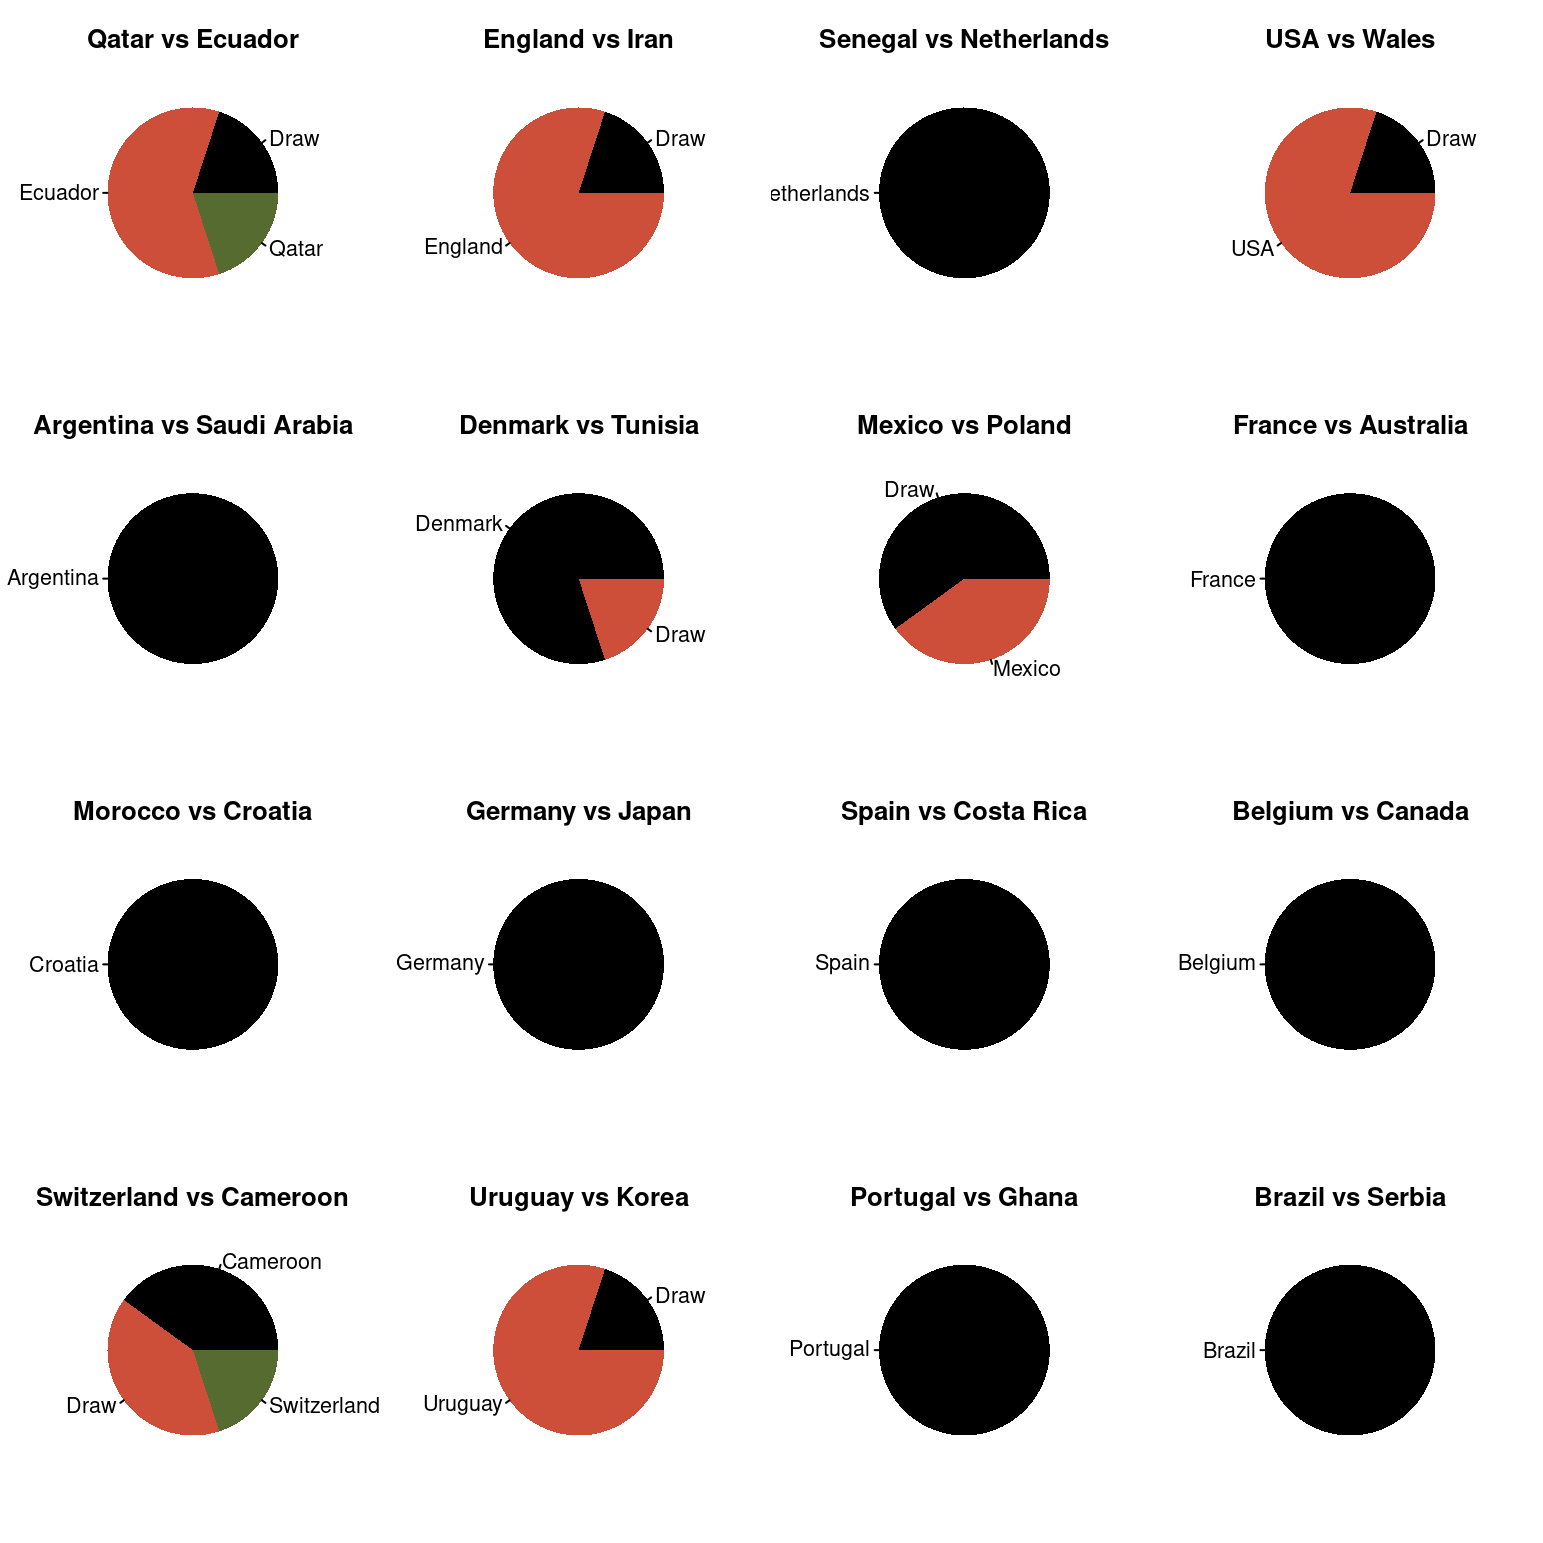 Qatar vs Ecuador
Draw
Ecuador
Qatar
England vs Iran
Draw
England
Senegal vs Netherlands
etherlands
USA vs Wales
Draw
USA
Argentina vs Saudi Arabia
Argentina
Denmark vs Tunisia
Denmark
Draw
Mexico vs Poland
Draw
Mexico
France vs Australia
France
Morocco vs Croatia
Croatia
Germany vs Japan
Germany
Spain vs Costa Rica
Spain
Belgium vs Canada
Belgium
Switzerland vs Cameroon
Cameroon
Draw
Switzerland
Uruguay vs Korea
Draw
Uruguay
Portugal vs Ghana
Portugal
Brazil vs Serbia
Brazil